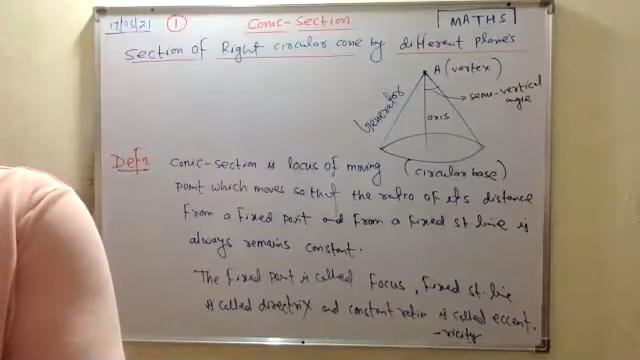 17/05/21 ① Conic-Section MATHS
Section of Right circular cone by different plane's
A (vertex)
Generator
semi-vertical
angle
axis
(circular base)
Defn Conic-section is locus of moving
point which moves so that the ratio of its distance
from a fixed point and from a fixed st line is
always remains constant.
The fixed point is called Focus, fixed st. line
is called directrix and constant ratio is called eccent.
-ricity